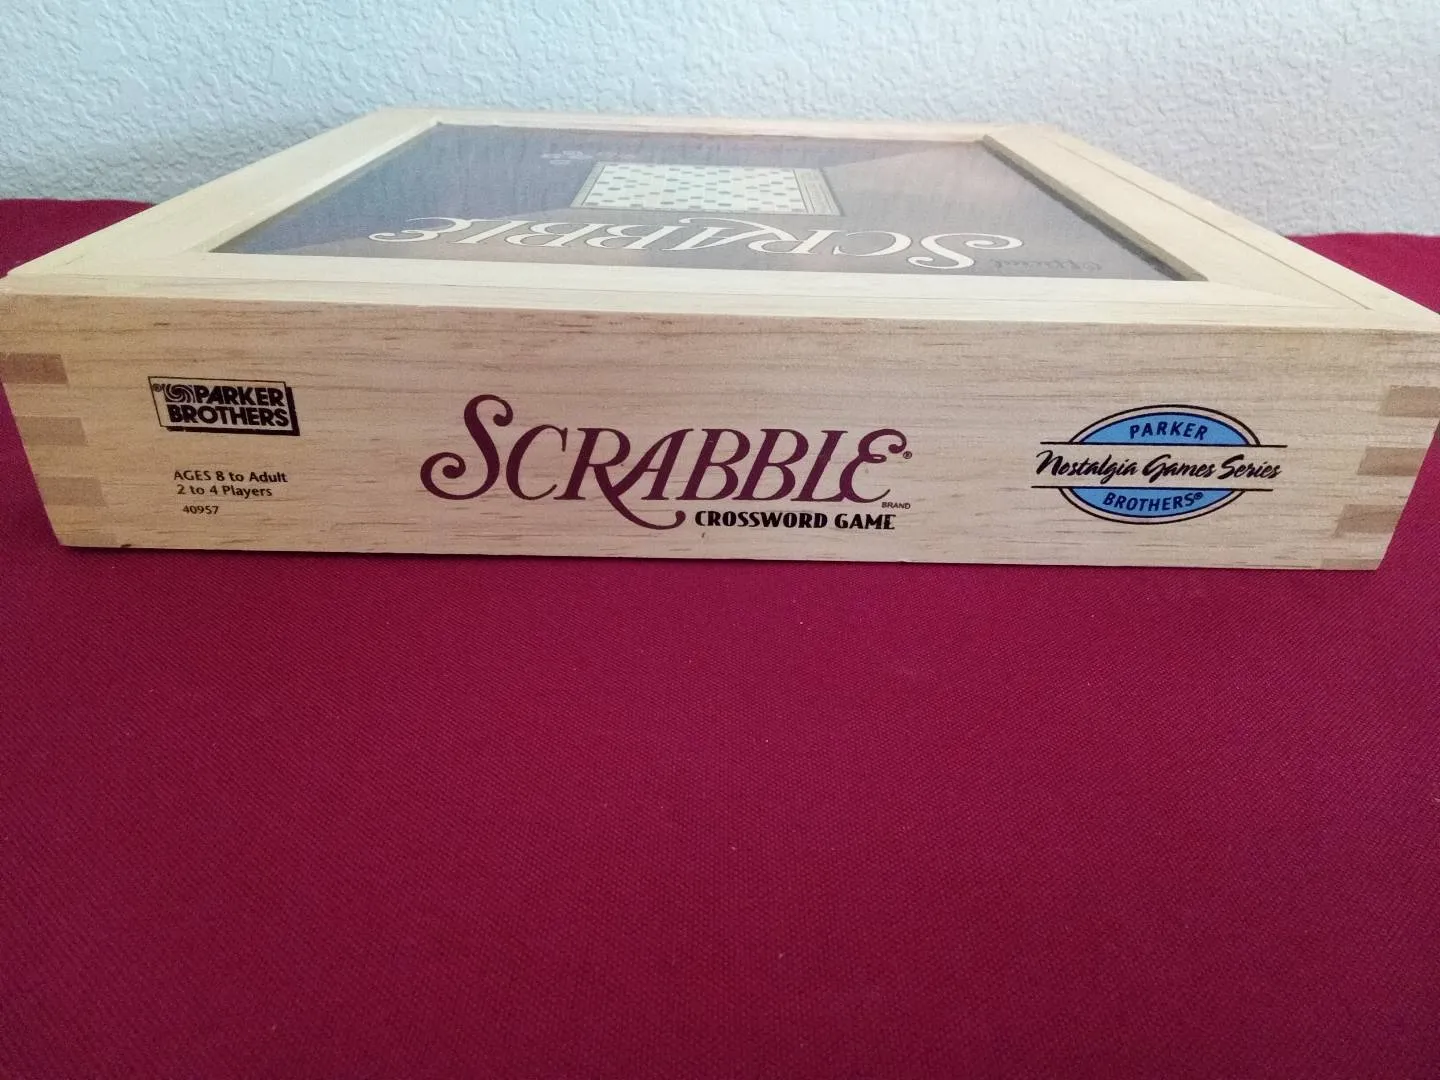 SCRABBLE
Official
PARKER
BROTHERS
AGES 8 to Adult
2 to 4 Players
40957
SCRABBLE®
BRAND
CROSSWORD GAME
PARKER
Nostalgia Games Series
BROTHERS®